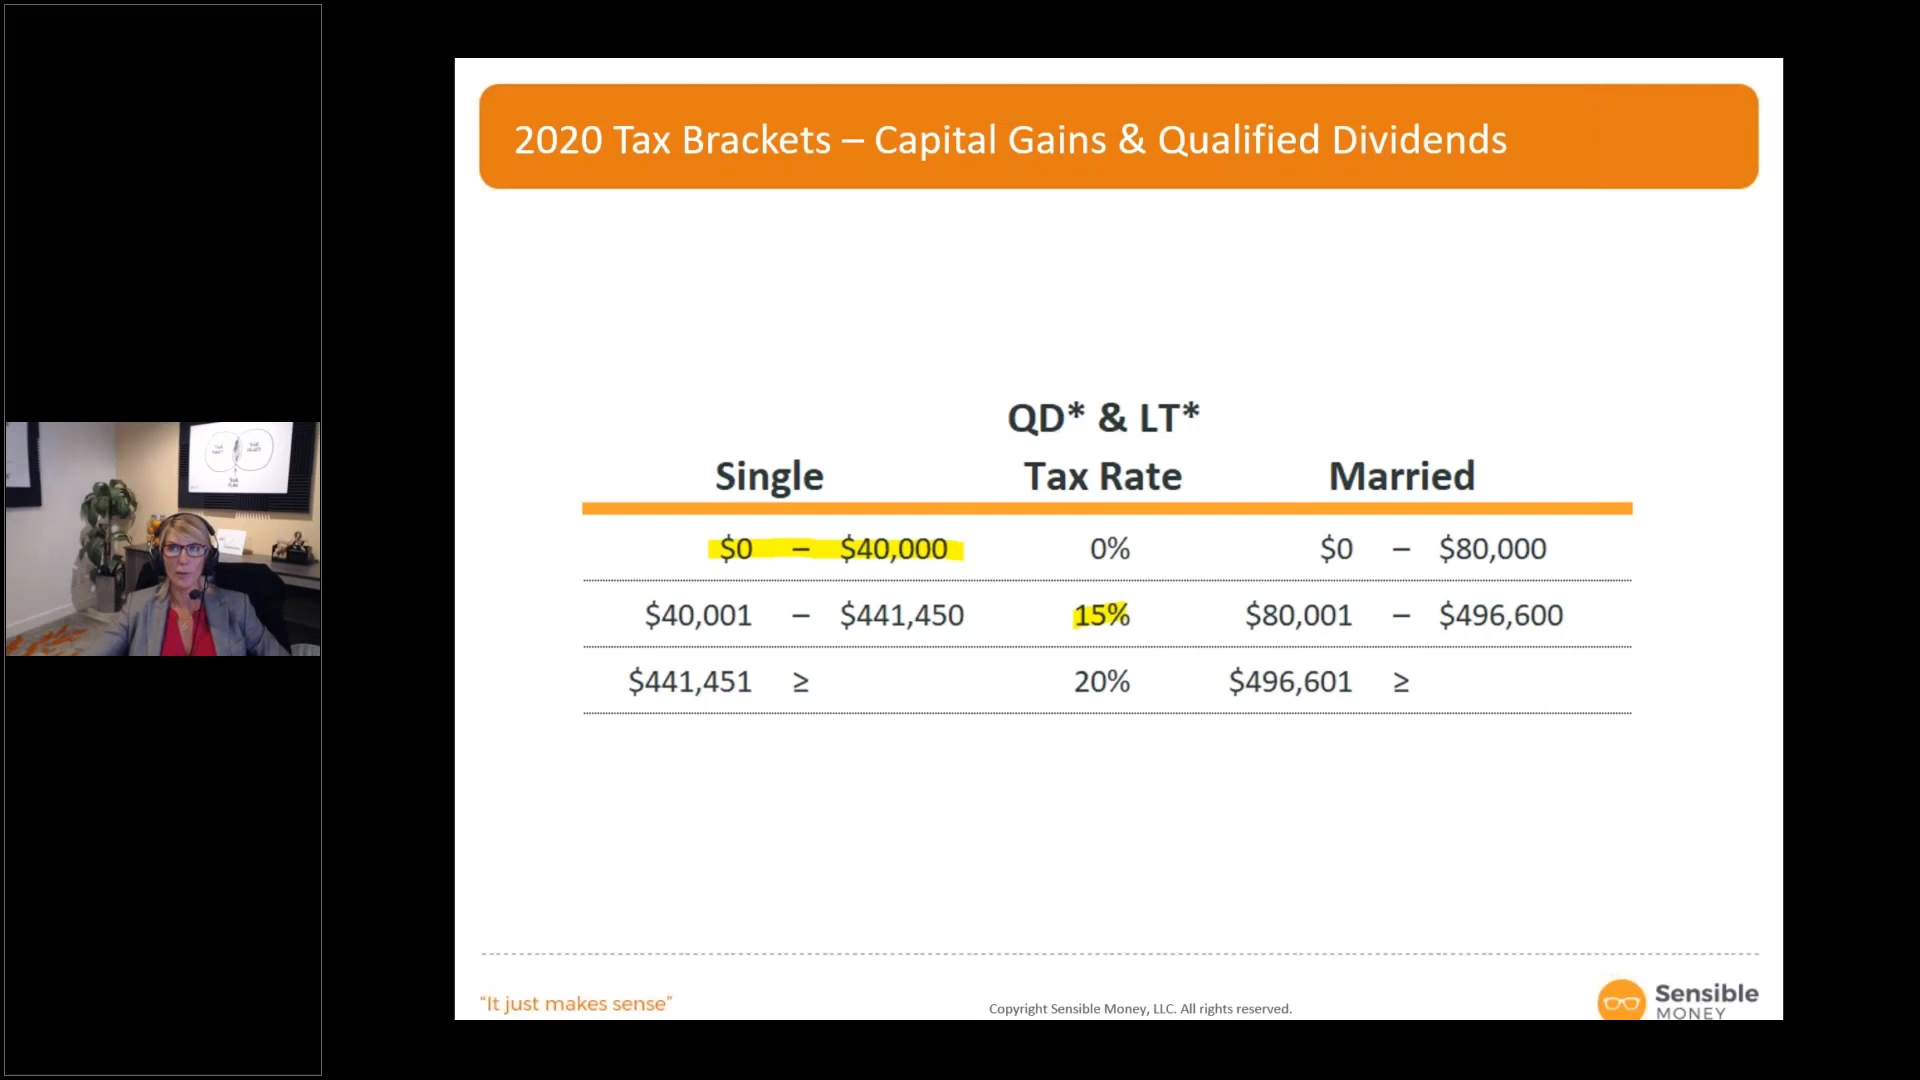 2020 Tax Brackets – Capital Gains & Qualified Dividends
QD* & LT*
Single Tax Rate Married
$0 – $40,000 0% $0 – $80,000
$40,001 – $441,450 15% $80,001 – $496,600
$441,451 ≥ 20% $496,601 ≥
“It just makes sense”
Copyright Sensible Money, LLC. All rights reserved.
Sensible
MONEY